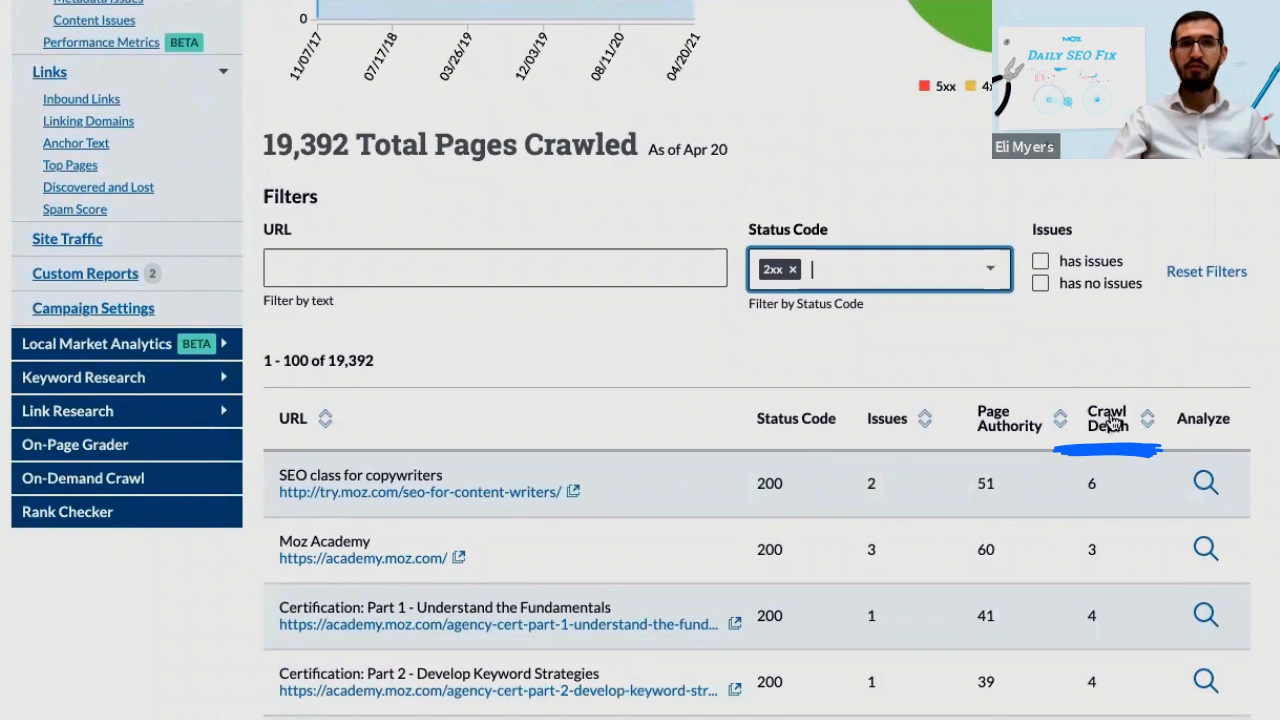 Metadata Issues
Content Issues
Performance Metrics BETA
Links
Inbound Links
Linking Domains
Anchor Text
Top Pages
Discovered and Lost
Spam Score
Site Traffic
Custom Reports 2
Campaign Settings
Local Market Analytics BETA
Keyword Research
Link Research
On-Page Grader
On-Demand Crawl
Rank Checker
0
11/07/17
07/17/18
03/26/19
12/03/19
08/11/20
04/20/21
5xx
MOZ
DAILY SEO FIX
Eli Myers
19,392 Total Pages Crawled As of Apr 20
Filters
URL
Filter by text
Status Code
2xx ×
Filter by Status Code
Issues
has issues
has no issues
Reset Filters
1 - 100 of 19,392
URL Status Code Issues Page Authority Crawl Depth Analyze
SEO class for copywriters
http://try.moz.com/seo-for-content-writers/ 200 2 51 6
Moz Academy
https://academy.moz.com/ 200 3 60 3
Certification: Part 1 - Understand the Fundamentals
https://academy.moz.com/agency-cert-part-1-understand-the-fund... 200 1 41 4
Certification: Part 2 - Develop Keyword Strategies
https://academy.moz.com/agency-cert-part-2-develop-keyword-str... 200 1 39 4